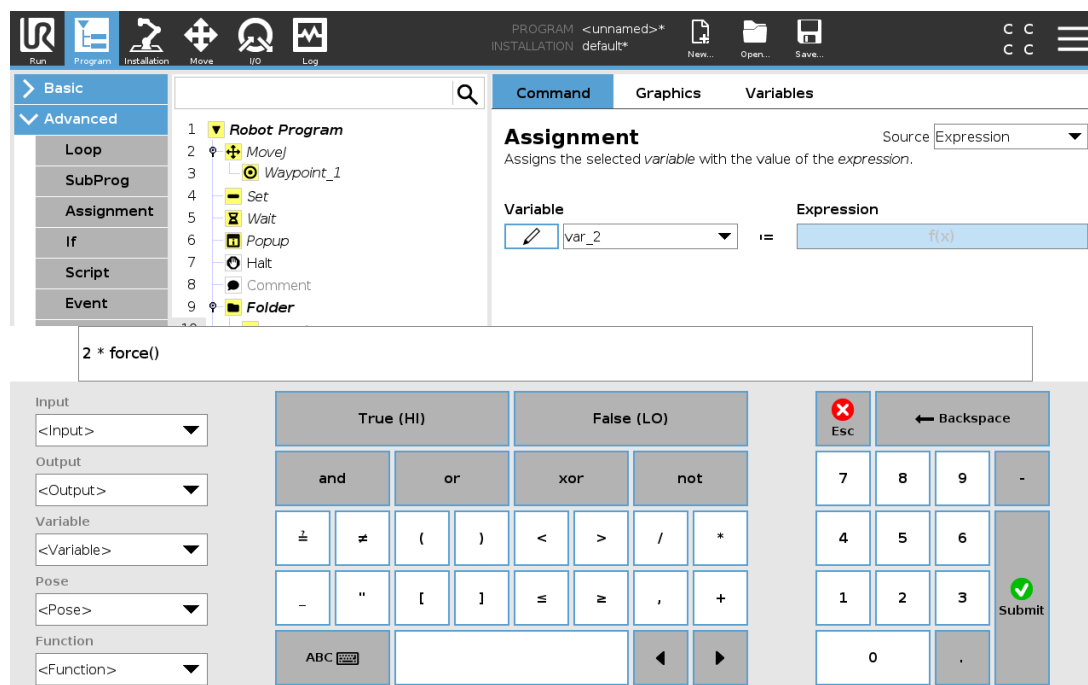 PROGRAM <unnamed>*
INSTALLATION default*
Run Program Installation Move I/O Log New... Open... Save...
C C
C C
Basic
Advanced
Loop
SubProg
Assignment
If
Script
Event
1 Robot Program
2 MoveJ
3 Waypoint_1
4 Set
5 Wait
6 Popup
7 Halt
8 Comment
9 Folder
Command Graphics Variables
Assignment Source Expression
Assigns the selected variable with the value of the expression.
Variable Expression
var_2 := f(x)
2 * force()
Input
<Input>
Output
<Output>
Variable
<Variable>
Pose
<Pose>
Function
<Function>
True (HI) False (LO)
and or xor not
≟ ≠ ( ) < > / *
_ " [ ] ≤ ≥ , +
ABC
Esc Backspace
7 8 9 -
4 5 6
1 2 3 Submit
0 .